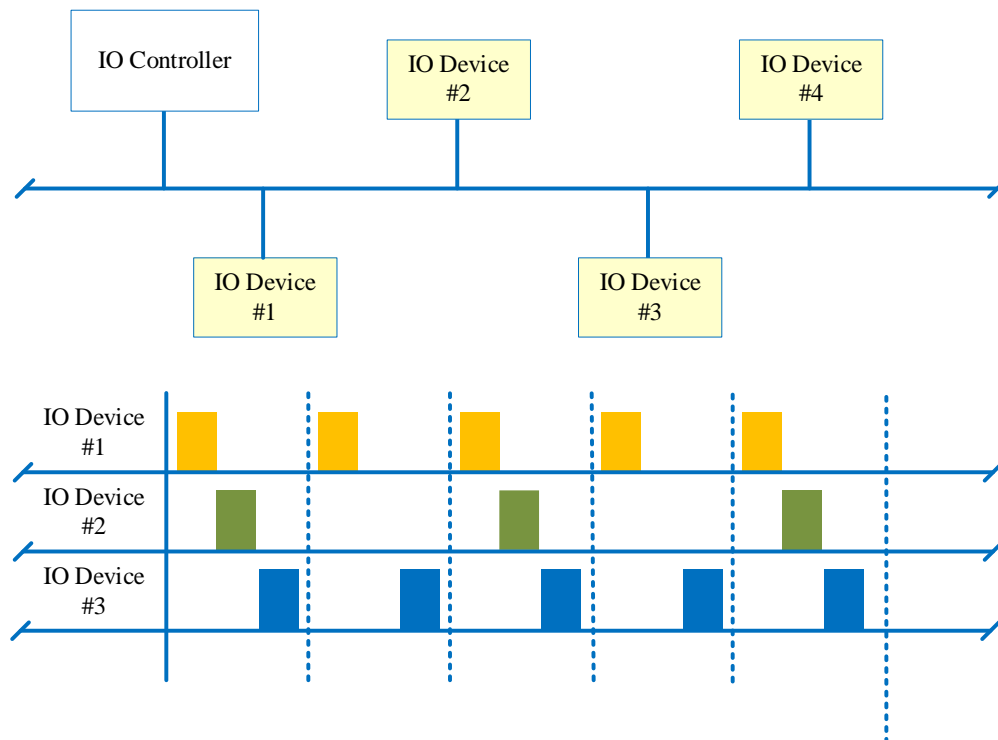 IO Controller
IO Device
#2
IO Device
#4
IO Device
#1
IO Device
#3
IO Device
#1
IO Device
#2
IO Device
#3